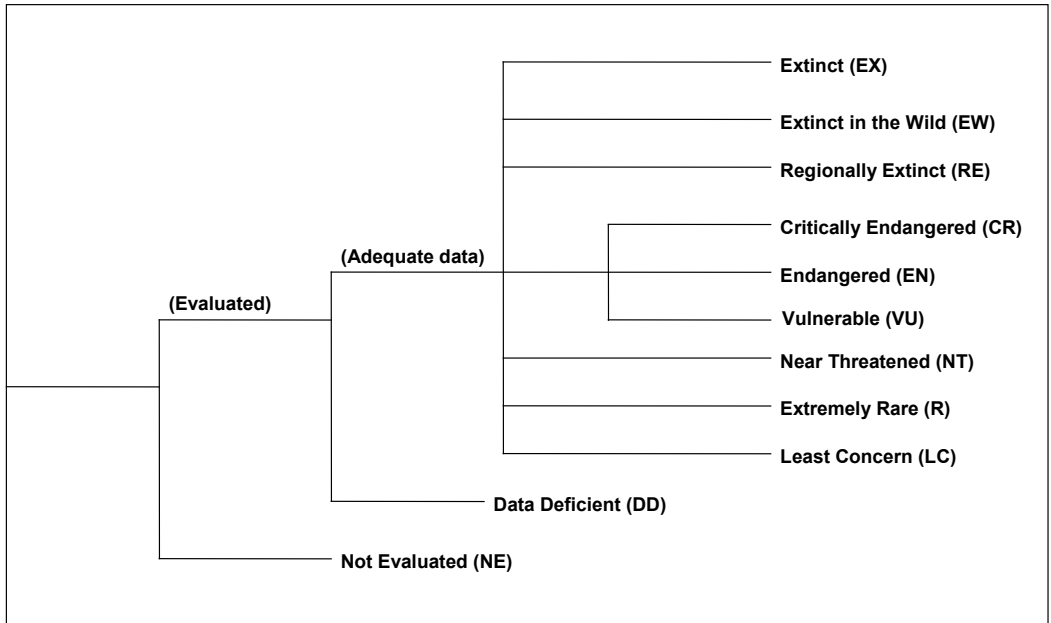 Extinct (EX)
Extinct in the Wild (EW)
Regionally Extinct (RE)
Critically Endangered (CR)
(Adequate data)
Endangered (EN)
(Evaluated)
Vulnerable (VU)
Near Threatened (NT)
Extremely Rare (R)
Least Concern (LC)
Data Deficient (DD)
Not Evaluated (NE)